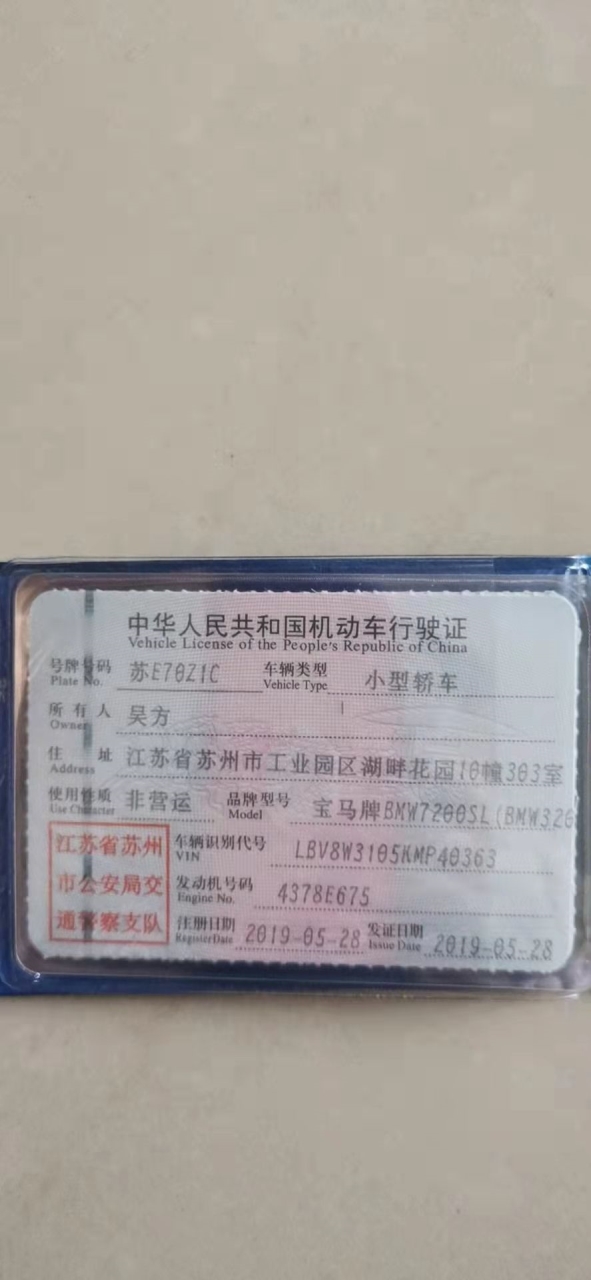 中华人民共和国机动车行驶证
Vehicle License of the People's Republic of China
号牌号码 苏E70Z1C 车辆类型 小型轿车
Plate No. Vehicle Type
所有人 吴方
Owner
住址 江苏省苏州市工业园区湖畔花园10幢303室
Address
使用性质 非营运 品牌型号 宝马牌BMW7200SL(BMW320
Use Character Model
江苏省苏州 车辆识别代号 LBV8W3105KMP40363
VIN
市公安局交 发动机号码 4378E675
Engine No.
通警察支队 注册日期 2019-05-28 发证日期 2019-05-28
Register Date Issue Date